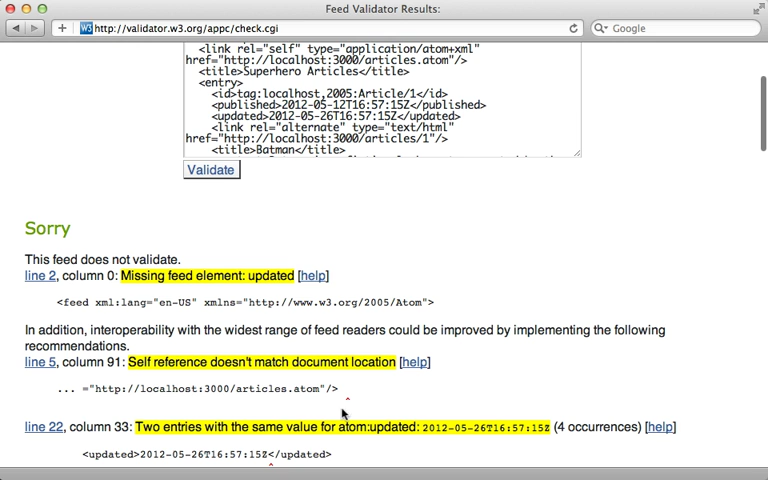 Feed Validator Results:
http://validator.w3.org/appc/check.cgi
Google
<link rel="self" type="application/atom+xml"
href="http://localhost:3000/articles.atom"/>
<title>Superhero Articles</title>
<entry>
<id>tag:localhost,2005:Article/1</id>
<published>2012-05-12T16:57:15Z</published>
<updated>2012-05-26T16:57:15Z</updated>
<link rel="alternate" type="text/html"
href="http://localhost:3000/articles/1"/>
<title>Batman</title>
Validate
Sorry
This feed does not validate.
line 2, column 0: Missing feed element: updated [help]
<feed xml:lang="en-US" xmlns="http://www.w3.org/2005/Atom">
In addition, interoperability with the widest range of feed readers could be improved by implementing the following
recommendations.
line 5, column 91: Self reference doesn't match document location [help]
... ="http://localhost:3000/articles.atom"/>
^
line 22, column 33: Two entries with the same value for atom:updated: 2012-05-26T16:57:15Z (4 occurrences) [help]
<updated>2012-05-26T16:57:15Z</updated>
^